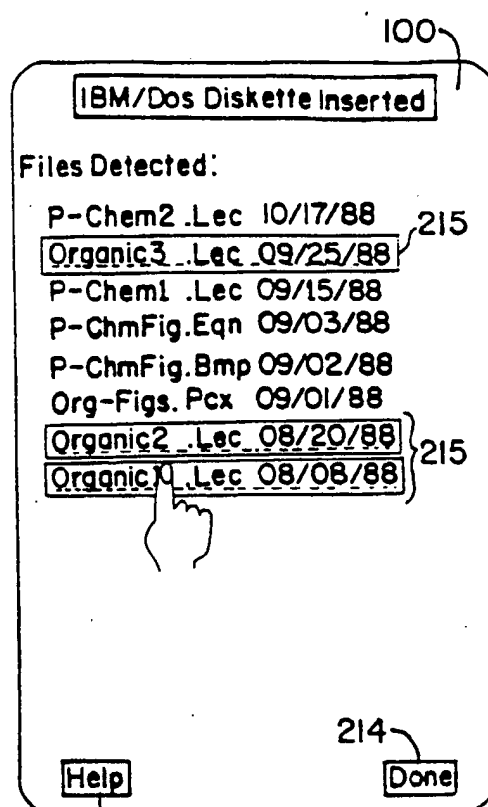 100
IBM/Dos Diskette Inserted
Files Detected:
P-Chem2 .Lec 10/17/88
215
Organic3 .Lec 09/25/88
P-Chem1 .Lec 09/15/88
P-ChmFig.Eqn 09/03/88
P-ChmFig.Bmp 09/02/88
Org-Figs.Pcx 09/01/88
Organic2 .Lec 08/20/88
215
Organic .Lec 08/08/88
214
Help
Done